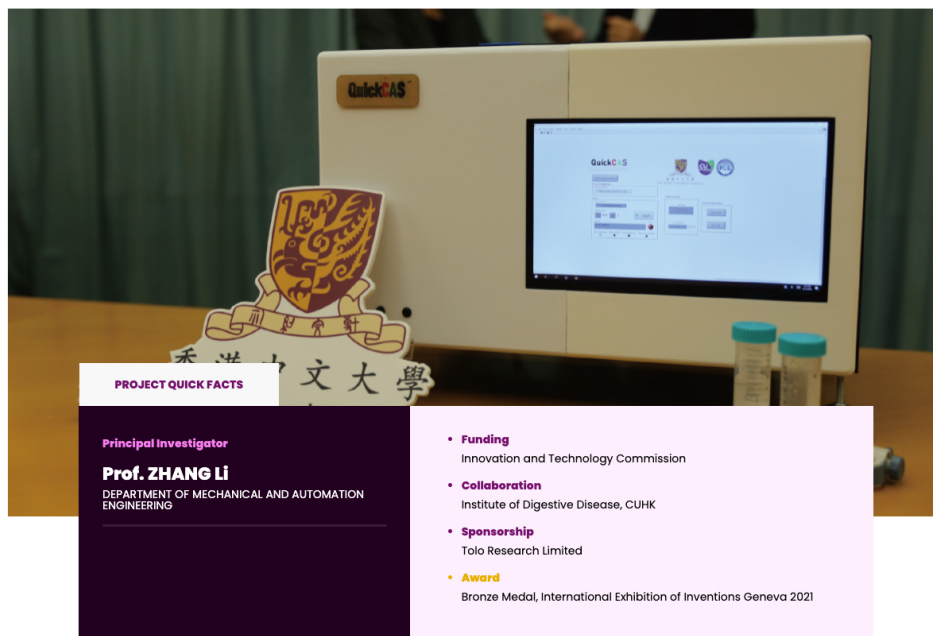 QuickCAS
QuickCAS
香港中文大學
PROJECT QUICK FACTS
Principal Investigator
Prof. ZHANG Li
DEPARTMENT OF MECHANICAL AND AUTOMATION
ENGINEERING
Funding
Innovation and Technology Commission
Collaboration
Institute of Digestive Disease, CUHK
Sponsorship
Tolo Research Limited
Award
Bronze Medal, International Exhibition of Inventions Geneva 2021